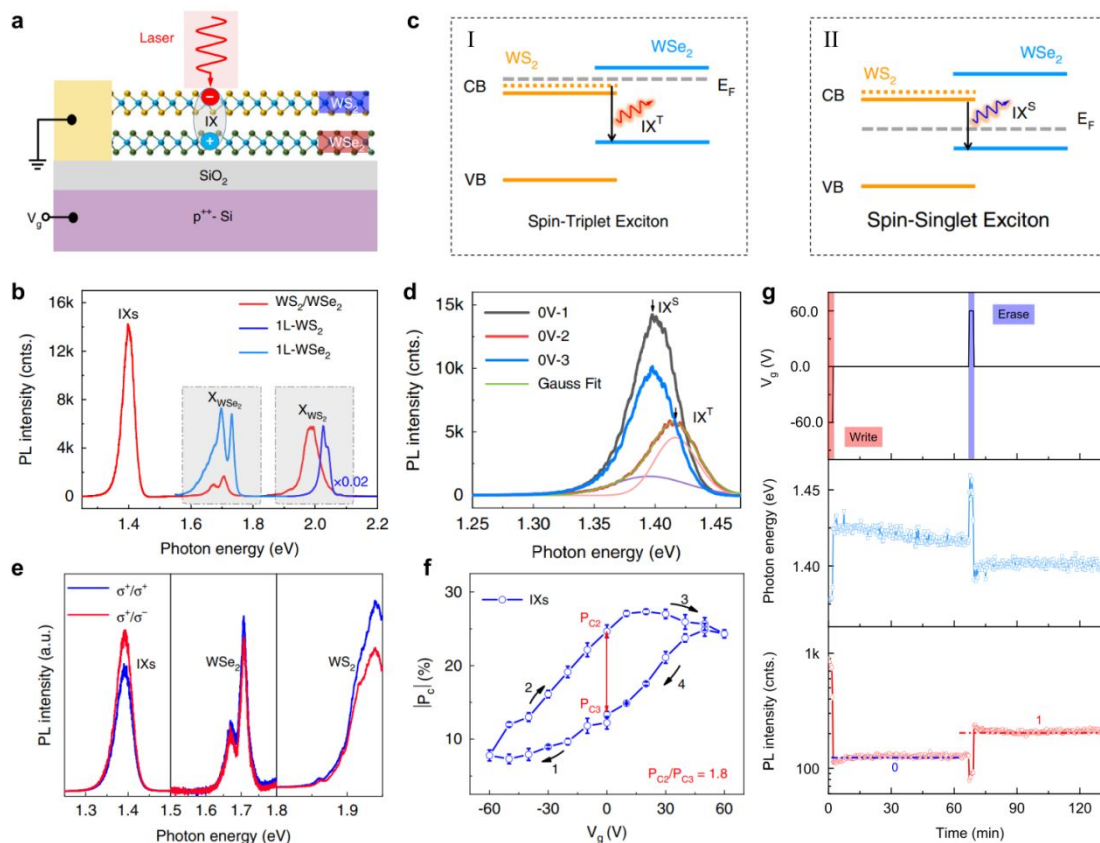 a
Laser
−
IX
+
WS2
WSe
SiO2
Vg
p++- Si
c
I
WS2
WSe2
CB
EF
IXT
VB
Spin-Triplet Exciton
II
WS2
WSe2
CB
EF
IXS
VB
Spin-Singlet Exciton
b
16k
12k
8k
4k
0
PL intensity (cnts.)
IXs
WS2/WSe2
1L-WS2
1L-WSe2
XWSe2
XWS2
×0.02
1.4 1.6 1.8 2.0 2.2
Photon energy (eV)
d
15k
10k
5k
0
PL intensity (cnts.)
0V-1
0V-2
0V-3
Gauss Fit
IXS
IXT
1.25 1.30 1.35 1.40 1.45
Photon energy (eV)
e
σ+/σ+
σ+/σ−
PL intensity (a.u.)
IXs
WSe2
WS2
1.3 1.4 1.5 1.6 1.7 1.8 1.9
Photon energy (eV)
f
30
25
20
15
10
5
|Pc| (%)
IXs
PC2
PC3
1
2
3
4
PC2/PC3 = 1.8
-60 -30 0 30 60
Vg (V)
g
60.0
0.0
-60.0
Vg (V)
Erase
Write
1.45
1.40
Photon energy (eV)
1k
100
PL intensity (cnts.)
1
0
0 30 60 90 120
Time (min)